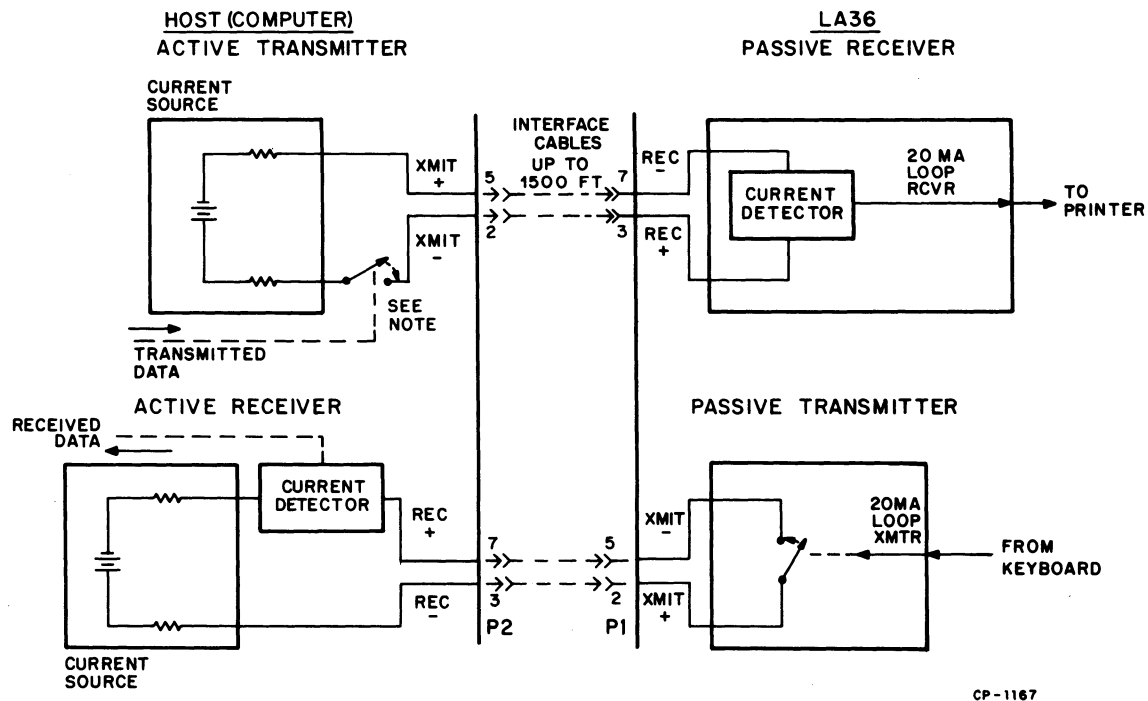 HOST (COMPUTER)
ACTIVE TRANSMITTER
LA36
PASSIVE RECEIVER
CURRENT
SOURCE
XMIT
+
XMIT
-
SEE
NOTE
TRANSMITTED
DATA
5
2
INTERFACE
CABLES
UP TO
1500 FT
7
3
REC
-
REC
+
CURRENT
DETECTOR
20 MA
LOOP
RCVR
TO
PRINTER
ACTIVE RECEIVER
PASSIVE TRANSMITTER
RECEIVED
DATA
CURRENT
DETECTOR
REC
+
REC
-
CURRENT
SOURCE
7
3
P2
5
2
P1
XMIT
-
XMIT
+
20MA
LOOP
XMTR
FROM
KEYBOARD
CP-1167